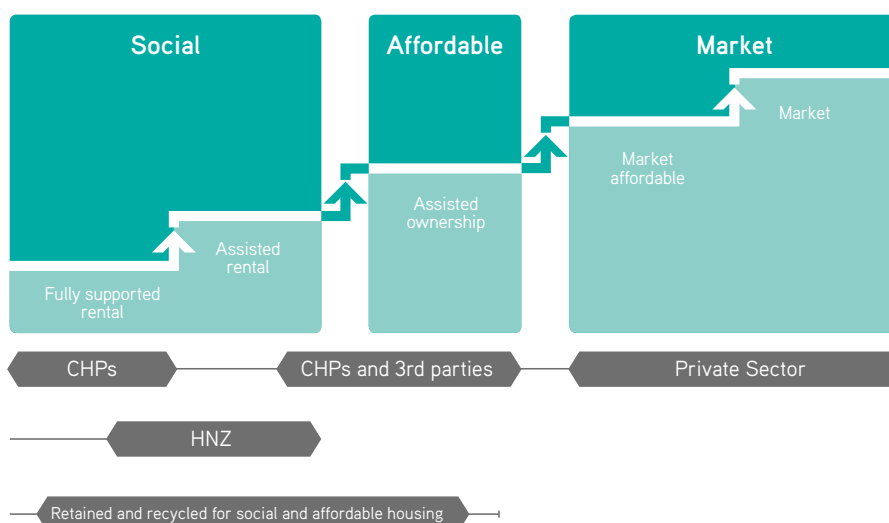 Social
Affordable
Market
Market
Market
affordable
Assisted
ownership
Assisted
rental
Fully supported
rental
CHPs
CHPs and 3rd parties
Private Sector
HNZ
Retained and recycled for social and affordable housing